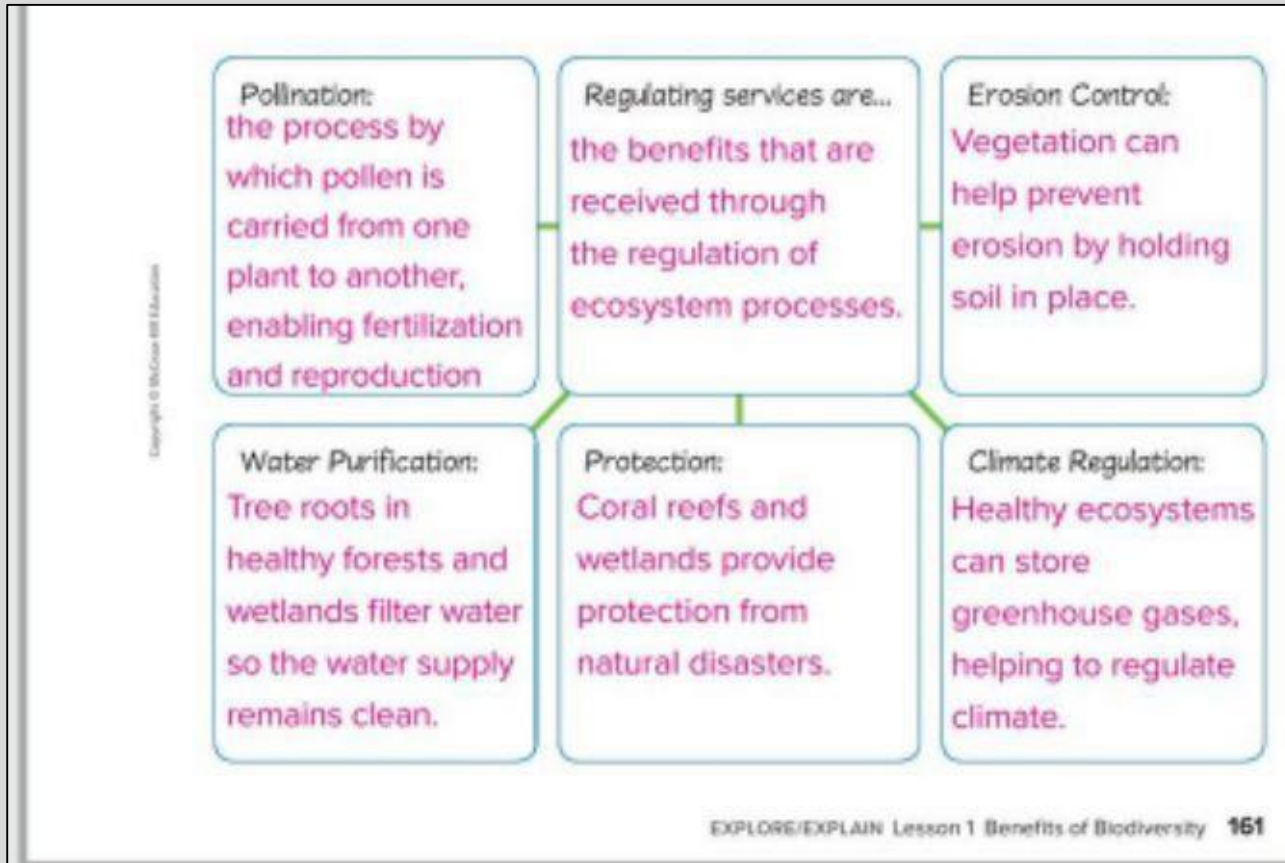 Pollination:
the process by
which pollen is
carried from one
plant to another,
enabling fertilization
and reproduction
Regulating services are...
the benefits that are
received through
the regulation of
ecosystem processes.
Erosion Control:
Vegetation can
help prevent
erosion by holding
soil in place.
Water Purification:
Tree roots in
healthy forests and
wetlands filter water
so the water supply
remains clean.
Protection:
Coral reefs and
wetlands provide
protection from
natural disasters.
Climate Regulation:
Healthy ecosystems
can store
greenhouse gases,
helping to regulate
climate.
Copyright © McGraw-Hill Education
EXPLORE/EXPLAIN Lesson 1 Benefits of Biodiversity 161